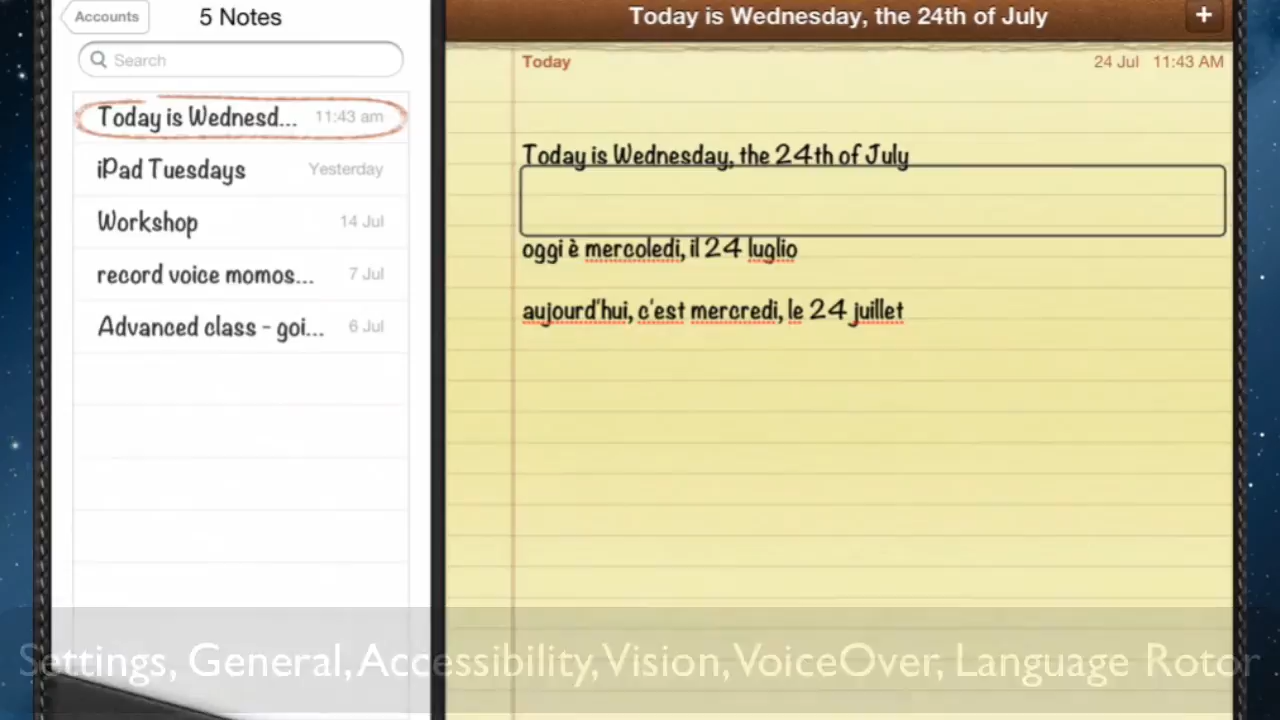 Accounts
5 Notes
Today is Wednesday, the 24th of July
+
Search
Today
24 Jul 11:43 AM
Today is Wednesd... 11:43 am
iPad Tuesdays Yesterday
Workshop 14 Jul
record voice momos... 7 Jul
Advanced class - goi... 6 Jul
Today is Wednesday, the 24th of July
oggi è mercoledi, il 24 luglio
aujourd'hui, c'est mercredi, le 24 juillet
Settings, General, Accessibility, Vision, VoiceOver, Language Rotor